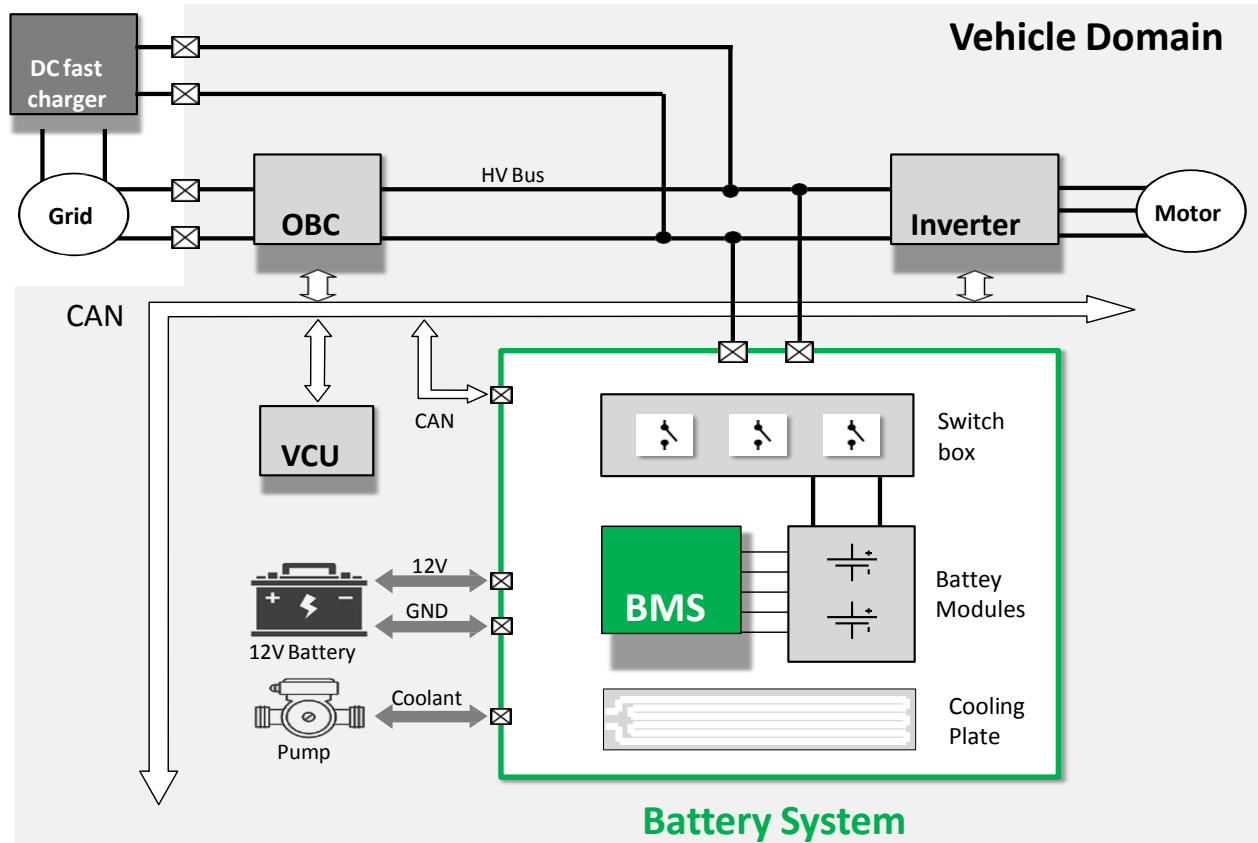 Vehicle Domain
DC fast
charger
HV Bus
Grid
OBC
Inverter
Motor
CAN
CAN
VCU
Switch
box
12V
GND
12V Battery
BMS
Battey
Modules
Coolant
Pump
Cooling
Plate
Battery System